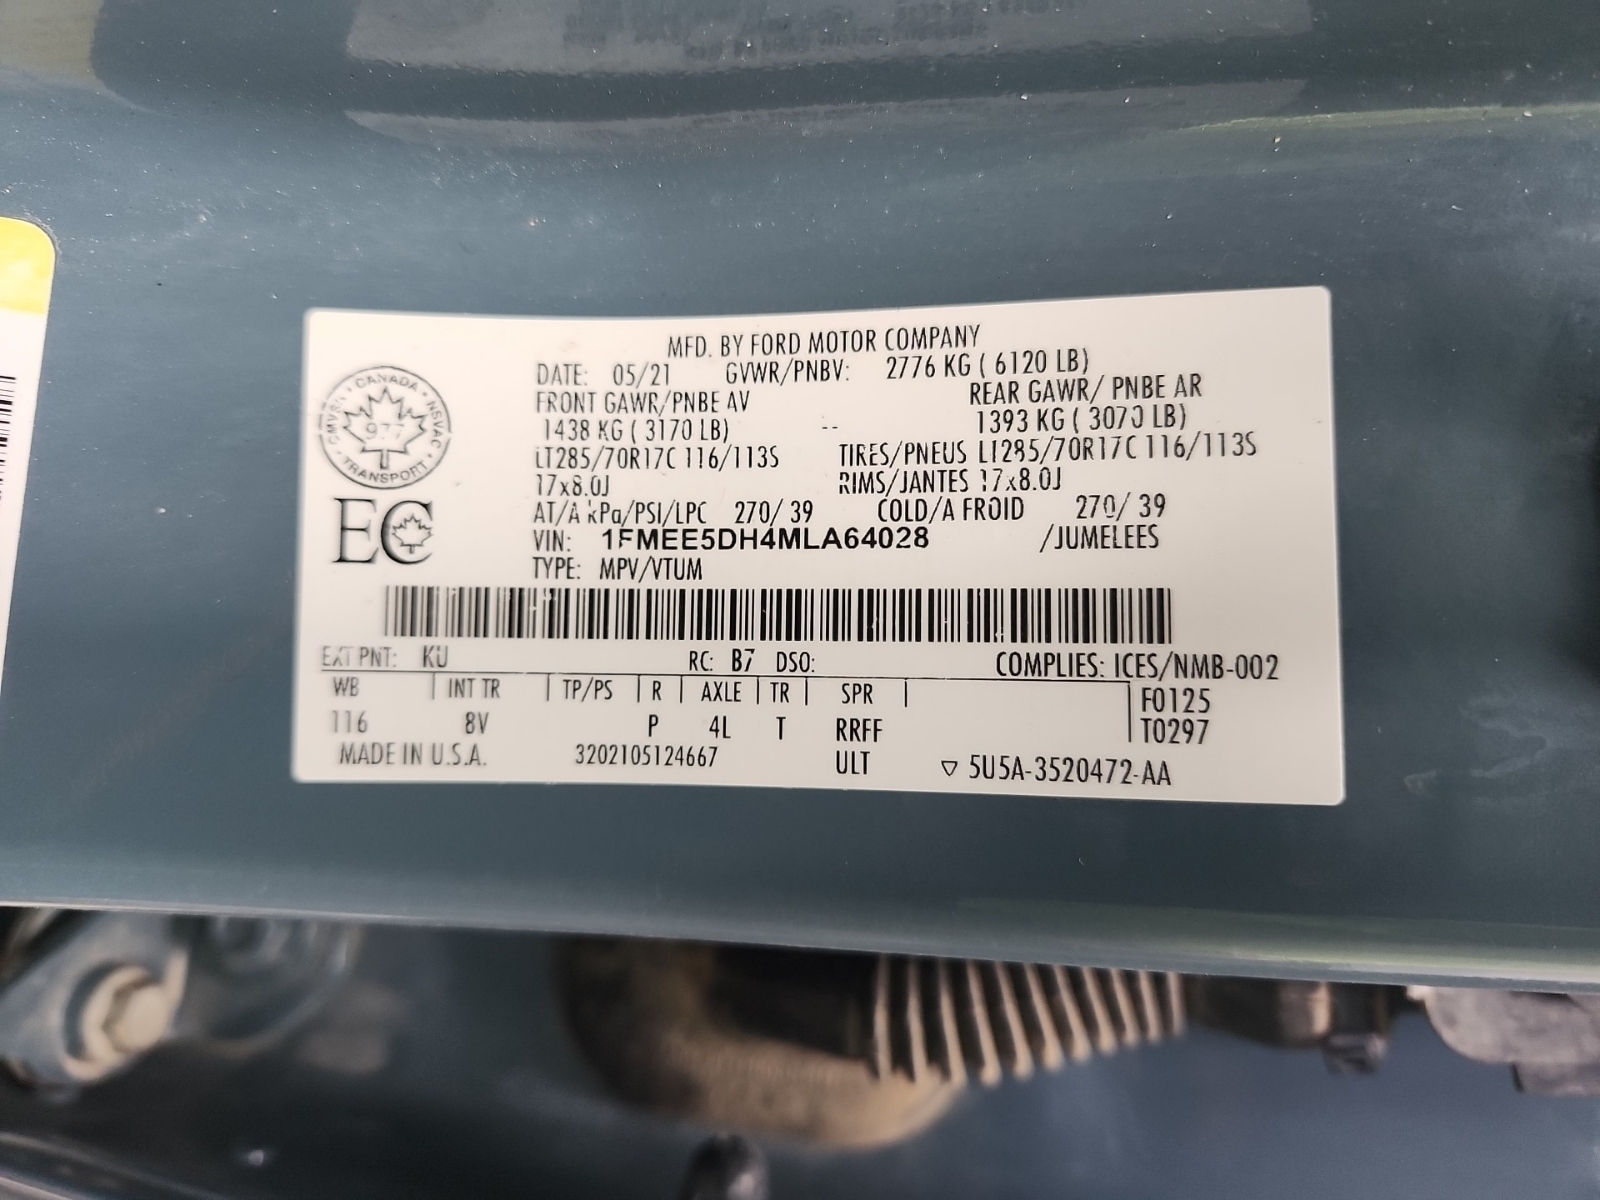 MFD. BY FORD MOTOR COMPANY
DATE: 05/21 GVWR/PNBV: 2776 KG ( 6120 LB)
FRONT GAWR/PNBE AV REAR GAWR/ PNBE AR
1438 KG ( 3170 LB) -- 1393 KG ( 3070 LB)
LT285/70R17C 116/113S TIRES/PNEUS LT285/70R17C 116/113S
17x8.0J RIMS/JANTES 17x8.0J
AT/A kPa/PSI/LPC 270/ 39 COLD/A FROID 270/ 39
VIN: 1FMEE5DH4MLA64028 /JUMELEES
TYPE: MPV/VTUM
CANADA
CMVSS NSVAC
977
TRANSPORT
EC
EXT PNT: KU RC: B7 DSO: COMPLIES: ICES/NMB-002
WB INT TR TP/PS R AXLE TR SPR F0125
116 8V P 4L T RRFF T0297
MADE IN U.S.A. 3202105124667 ULT ▽ 5U5A-3520472-AA